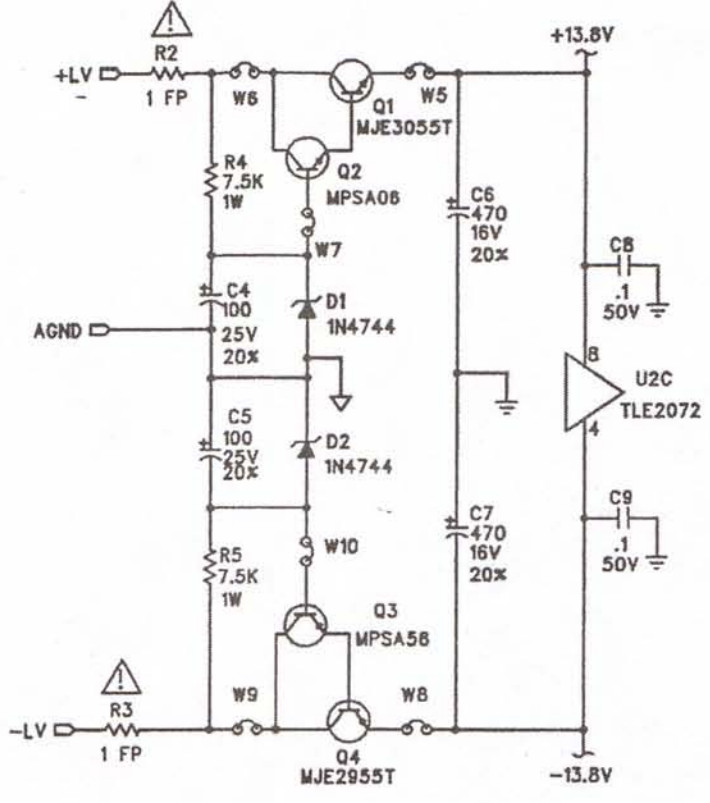 +13.8V
R2
+LV
-
1 FP
W6
Q1
MJE3055T
W5
R4
7.5K
1W
Q2
MPSA06
W7
+
C6
470
16V
20%
C8
.1
50V
+
C4
100
25V
20%
D1
1N4744
AGND
8
U2C
TLE2072
4
+
C5
100
25V
20%
D2
1N4744
+
C7
470
16V
20%
C9
.1
50V
W10
R5
7.5K
1W
Q3
MPSA56
R3
-LV
1 FP
W9
W8
Q4
MJE2955T
-13.8V